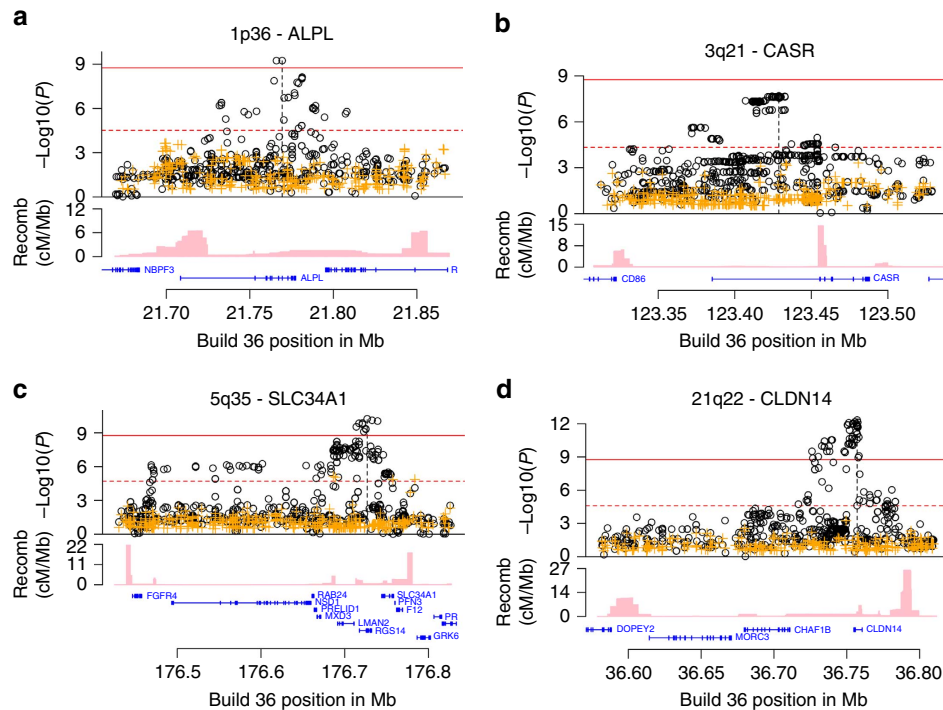 a
1p36 - ALPL
9
6
3
0
–Log10(P)
12
6
0
Recomb
(cM/Mb)
NBPF3
ALPL
R
21.70
21.75
21.80
21.85
Build 36 position in Mb
b
3q21 - CASR
9
6
3
0
–Log10(P)
15
8
0
Recomb
(cM/Mb)
CD86
CASR
123.35
123.40
123.45
123.50
Build 36 position in Mb
c
5q35 - SLC34A1
9
6
3
0
–Log10(P)
22
11
0
Recomb
(cM/Mb)
FGFR4
RAB24
SLC34A1
NSD1
PFN3
PRELID1
F12
MXD3
PR
LMAN2
RGS14
GRK6
176.5
176.6
176.7
176.8
Build 36 position in Mb
d
21q22 - CLDN14
12
9
6
3
0
–Log10(P)
27
14
0
Recomb
(cM/Mb)
DOPEY2
CHAF1B
CLDN14
MORC3
36.60
36.65
36.70
36.75
36.80
Build 36 position in Mb